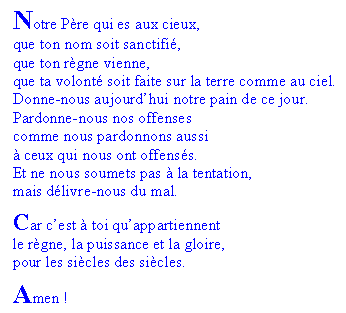 Notre Père qui es aux cieux,
que ton nom soit sanctifié,
que ton règne vienne,
que ta volonté soit faite sur la terre comme au ciel.
Donne-nous aujourd’hui notre pain de ce jour.
Pardonne-nous nos offenses
comme nous pardonnons aussi
à ceux qui nous ont offensés.
Et ne nous soumets pas à la tentation,
mais délivre-nous du mal.
Car c’est à toi qu’appartiennent
le règne, la puissance et la gloire,
pour les siècles des siècles.
Amen !